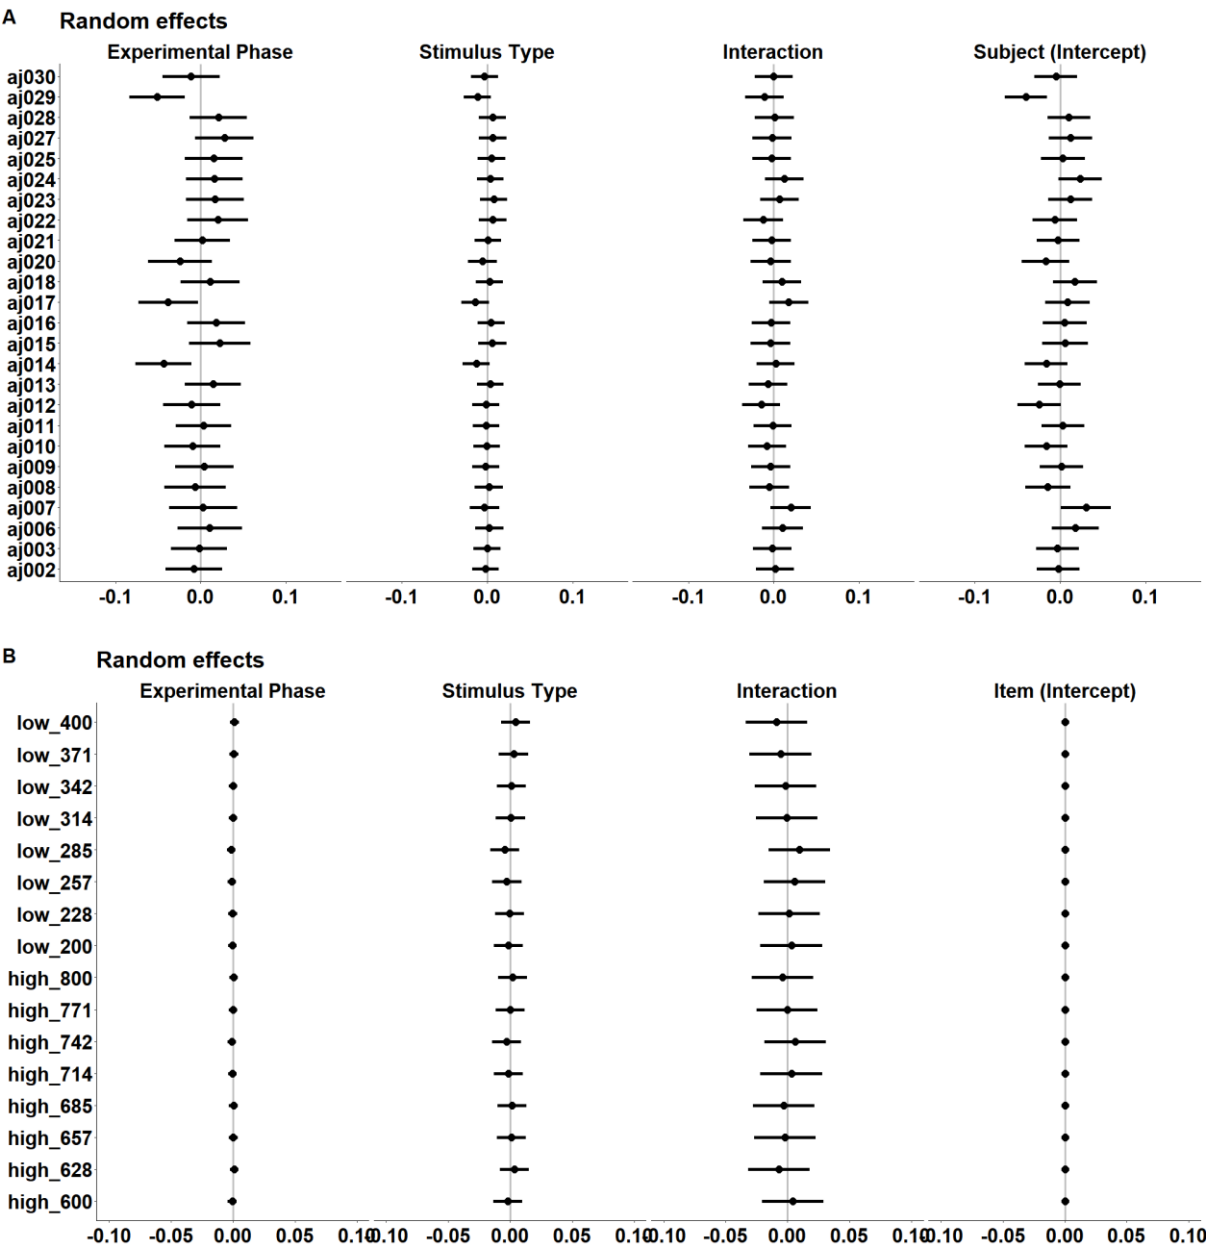 A
Random effects
Experimental Phase Stimulus Type Interaction Subject (Intercept)
aj030
aj029
aj028
aj027
aj025
aj024
aj023
aj022
aj021
aj020
aj018
aj017
aj016
aj015
aj014
aj013
aj012
aj011
aj010
aj009
aj008
aj007
aj006
aj003
aj002
-0.1 0.0 0.1 -0.1 0.0 0.1 -0.1 0.0 0.1 -0.1 0.0 0.1
B
Random effects
Experimental Phase Stimulus Type Interaction Item (Intercept)
low_400
low_371
low_342
low_314
low_285
low_257
low_228
low_200
high_800
high_771
high_742
high_714
high_685
high_657
high_628
high_600
-0.10 -0.05 0.00 0.05 0.10 -0.10 -0.05 0.00 0.05 0.10 -0.10 -0.05 0.00 0.05 0.10 -0.10 -0.05 0.00 0.05 0.10